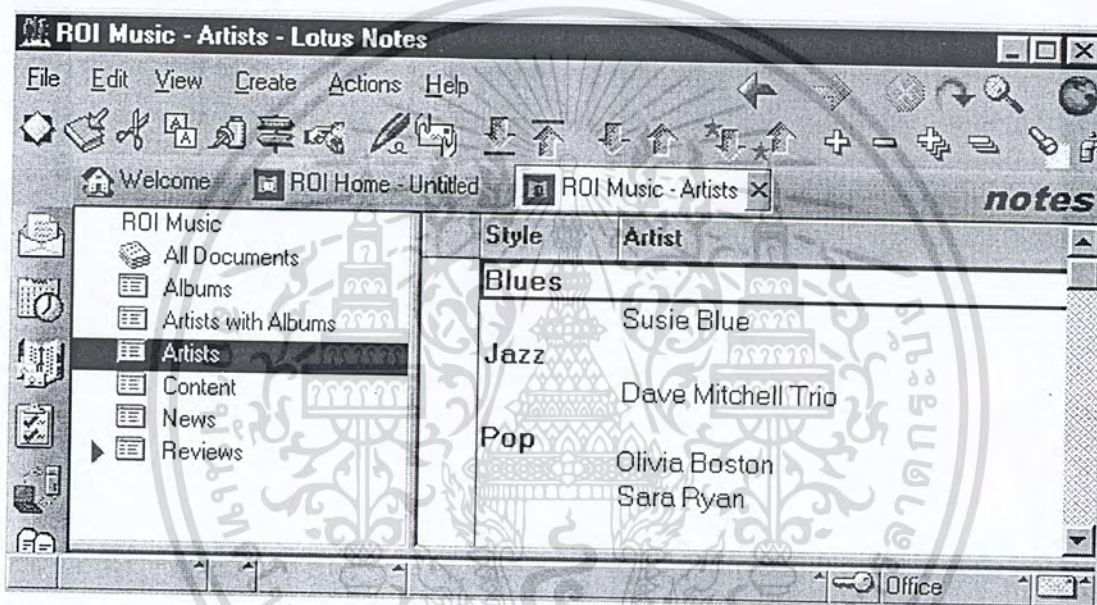 ROI Music - Artists - Lotus Notes
File Edit View Create Actions Help
Welcome ROI Home - Untitled ROI Music - Artists
notes
ROI Music
All Documents
Albums
Artists with Albums
Artists
Content
News
Reviews
Style Artist
Blues
Susie Blue
Jazz
Dave Mitchell Trio
Pop
Olivia Boston
Sara Ryan
Office